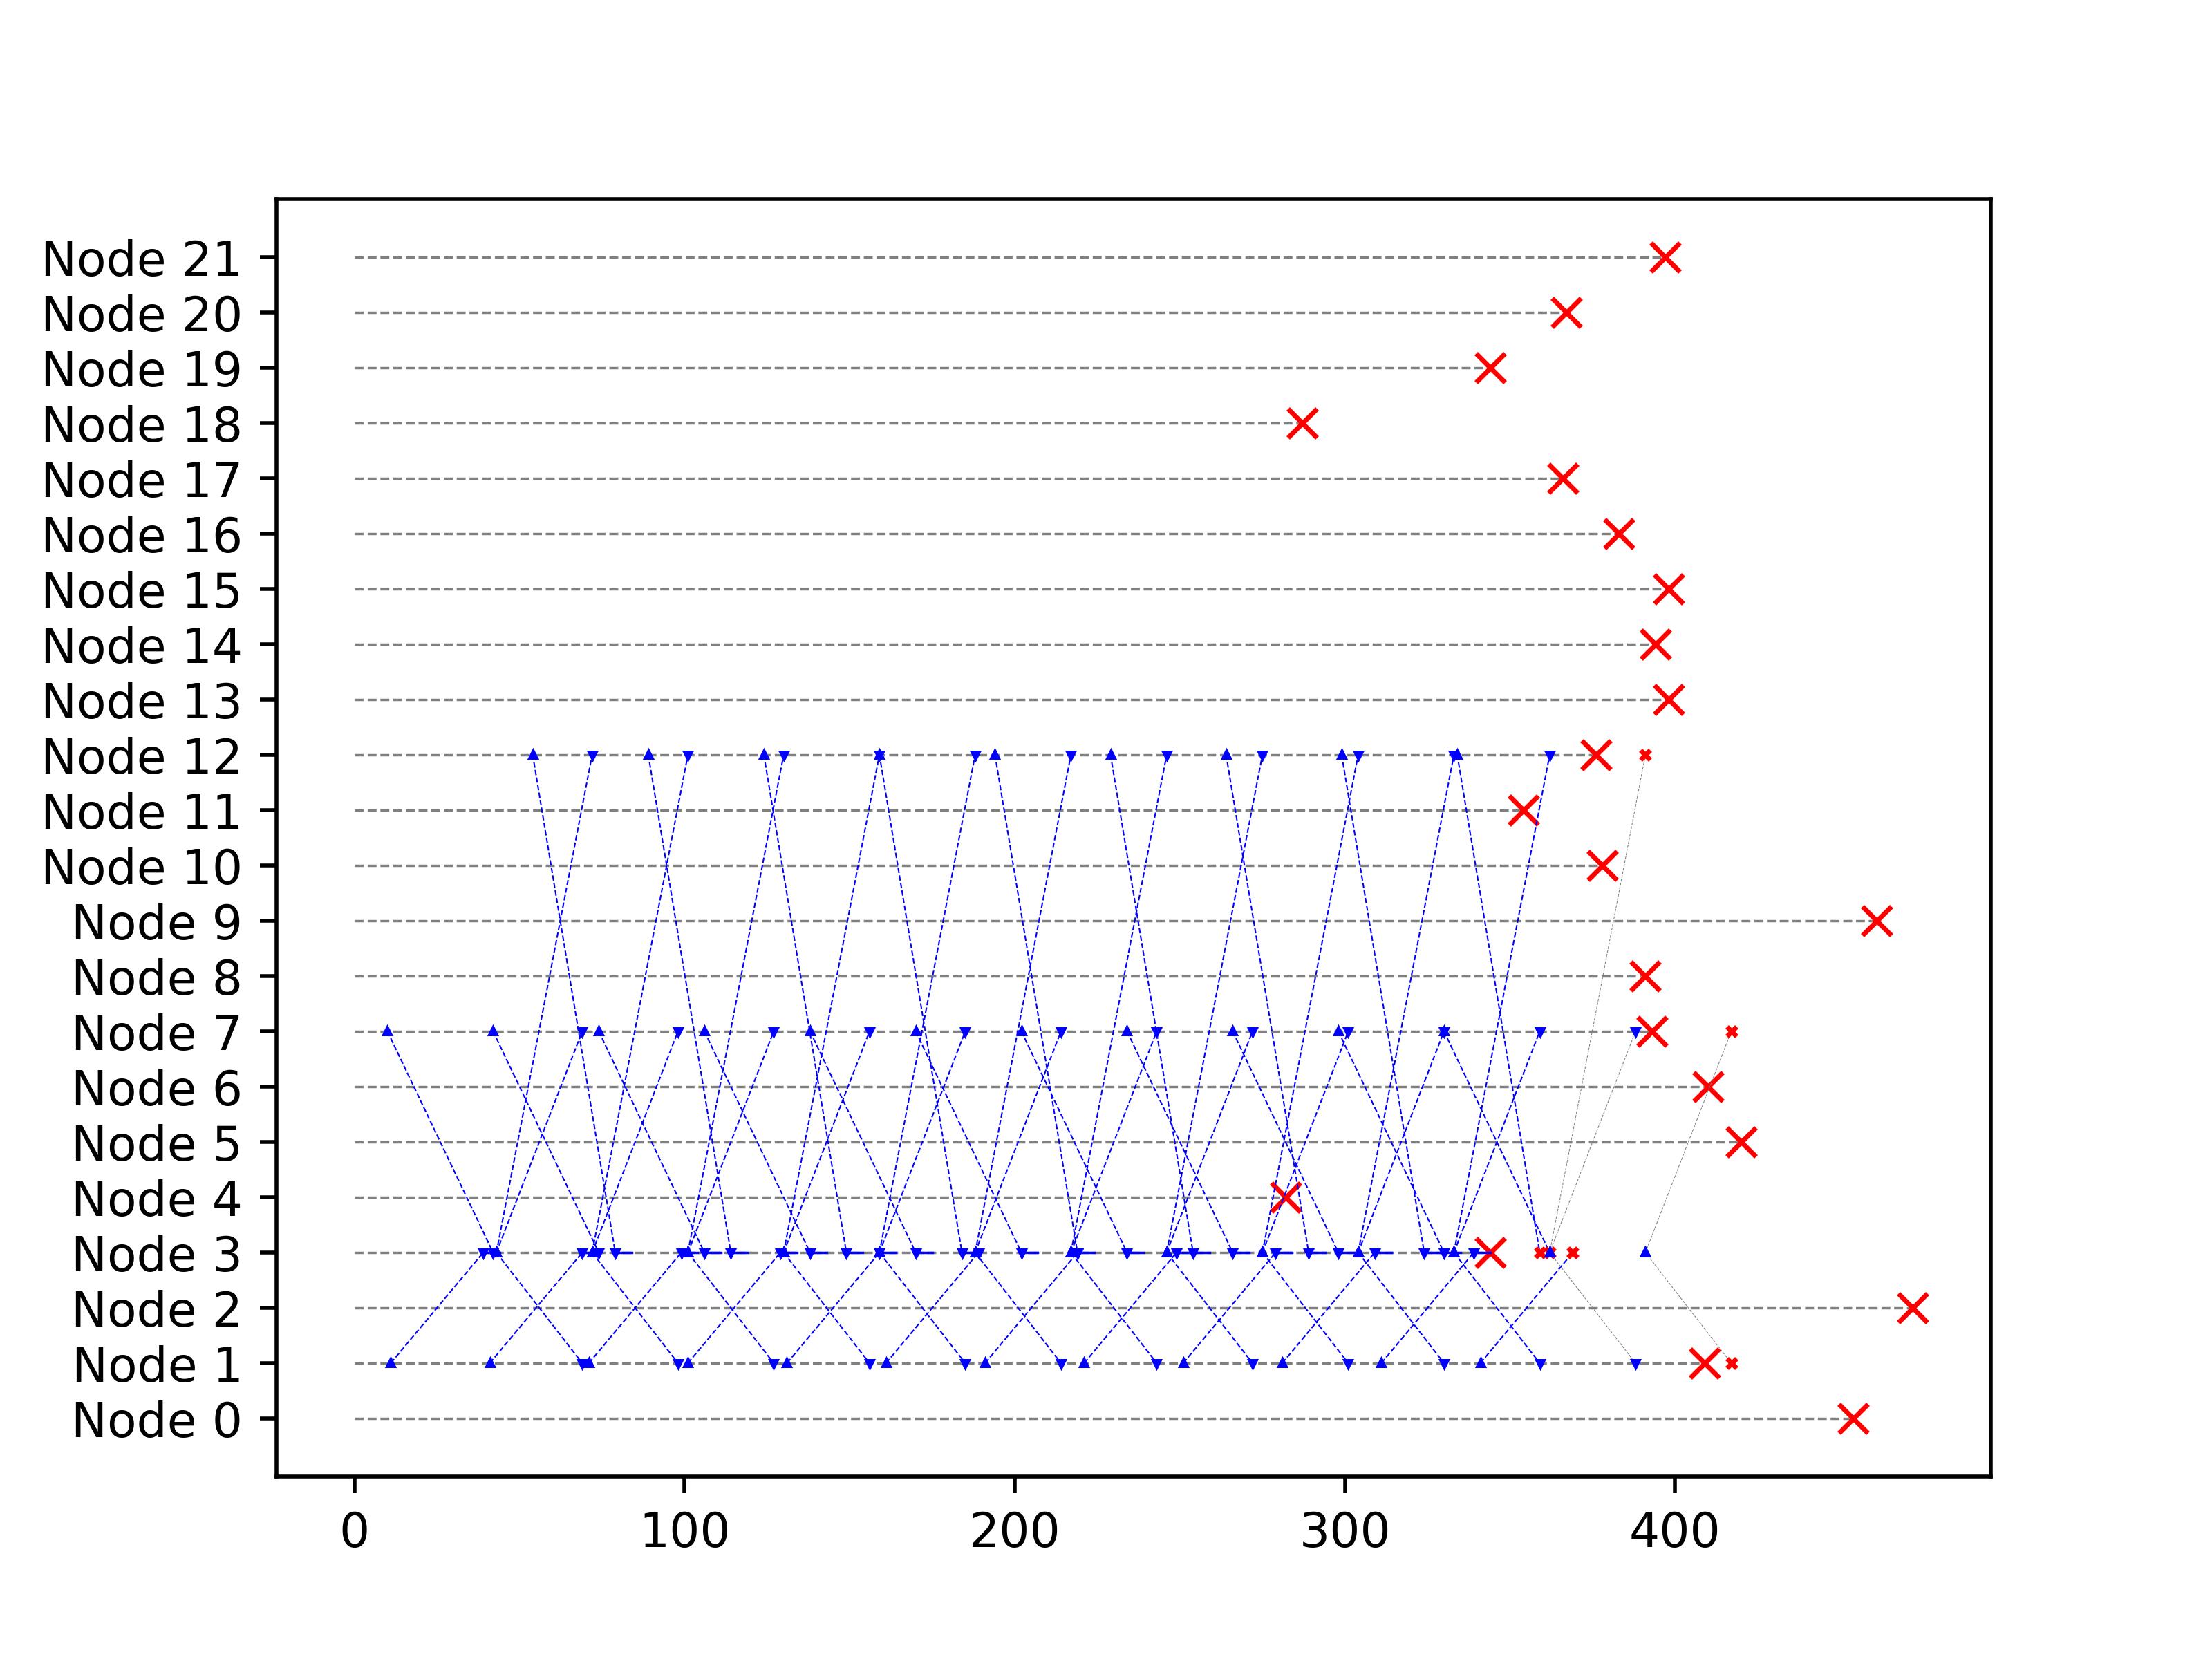 Node 21
Node 20
Node 19
Node 18
Node 17
Node 16
Node 15
Node 14
Node 13
Node 12
Node 11
Node 10
Node 9
Node 8
Node 7
Node 6
Node 5
Node 4
Node 3
Node 2
Node 1
Node 0
0 100 200 300 400